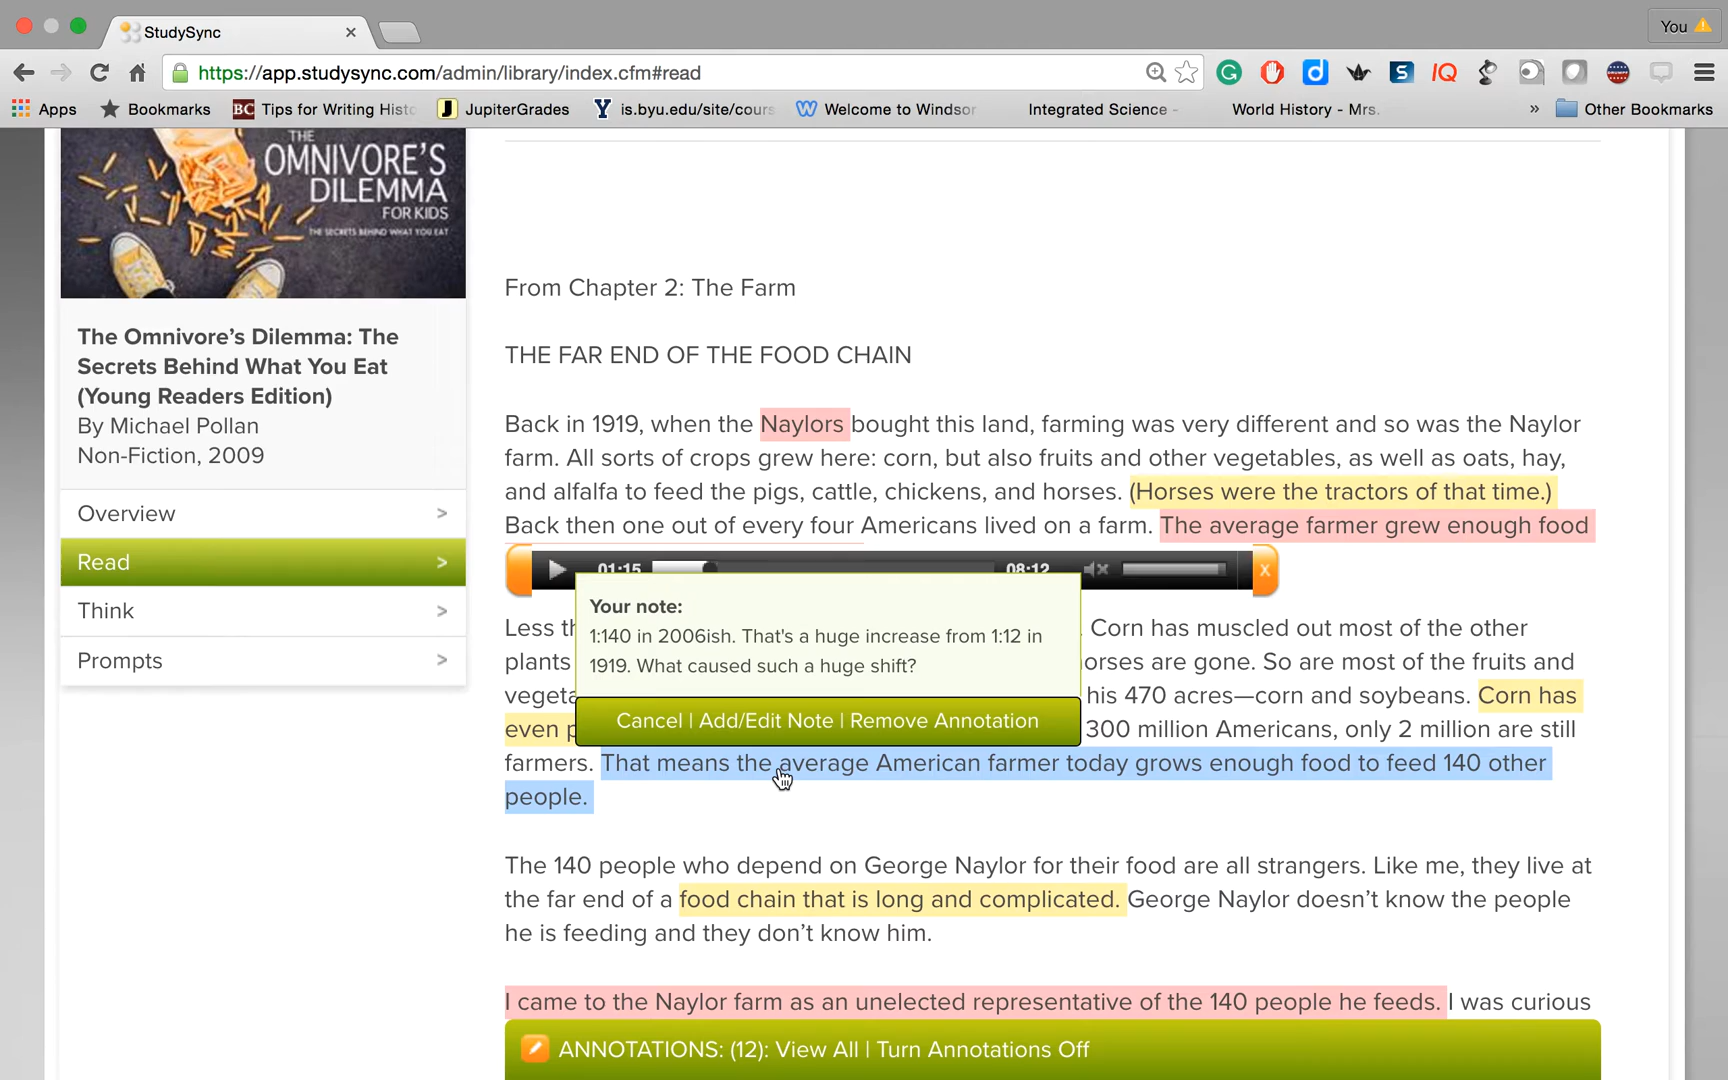 StudySync
You
https://app.studysync.com/admin/library/index.cfm#read
Apps Bookmarks BC Tips for Writing Histo JupiterGrades is.byu.edu/site/cours Welcome to Windsor Integrated Science - World History - Mrs. » Other Bookmarks
THE
OMNIVORE'S
DILEMMA
FOR KIDS
THE SECRETS BEHIND WHAT YOU EAT
The Omnivore's Dilemma: The
Secrets Behind What You Eat
(Young Readers Edition)
By Michael Pollan
Non-Fiction, 2009
Overview >
Read >
Think >
Prompts >
From Chapter 2: The Farm
THE FAR END OF THE FOOD CHAIN
Back in 1919, when the Naylors bought this land, farming was very different and so was the Naylor
farm. All sorts of crops grew here: corn, but also fruits and other vegetables, as well as oats, hay,
and alfalfa to feed the pigs, cattle, chickens, and horses. (Horses were the tractors of that time.)
Back then one out of every four Americans lived on a farm. The average farmer grew enough food
01:15 08:12 X
Less th . Corn has muscled out most of the other
plants orses are gone. So are most of the fruits and
vegeta his 470 acres—corn and soybeans. Corn has
even p 300 million Americans, only 2 million are still
Your note:
1:140 in 2006ish. That's a huge increase from 1:12 in
1919. What caused such a huge shift?
Cancel | Add/Edit Note | Remove Annotation
farmers. That means the average American farmer today grows enough food to feed 140 other
people.
The 140 people who depend on George Naylor for their food are all strangers. Like me, they live at
the far end of a food chain that is long and complicated. George Naylor doesn't know the people
he is feeding and they don't know him.
I came to the Naylor farm as an unelected representative of the 140 people he feeds. I was curious
ANNOTATIONS: (12): View All | Turn Annotations Off